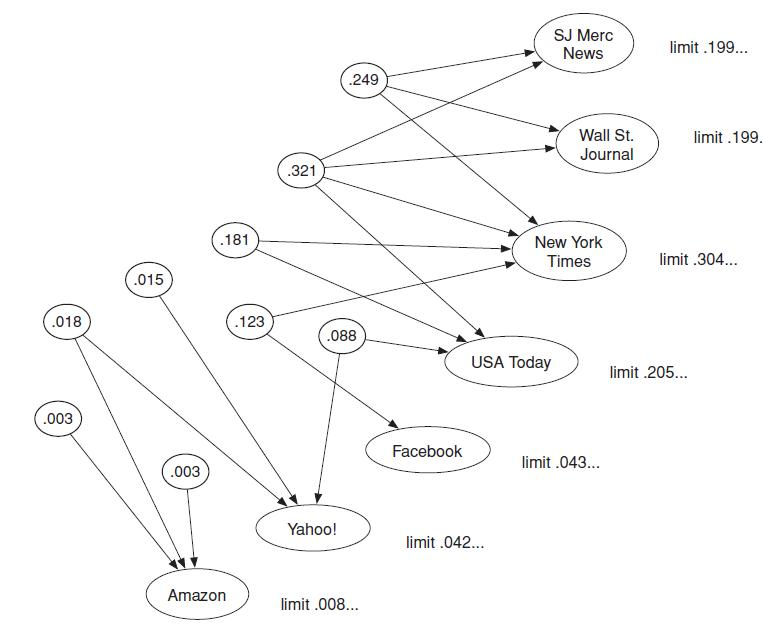 SJ Merc
News
limit .199...
.249
Wall St.
Journal
limit .199.
.321
.181
New York
Times
limit .304...
.015
.018
.123
.088
USA Today
limit .205...
.003
Facebook
limit .043...
.003
Yahoo!
limit .042...
Amazon
limit .008...